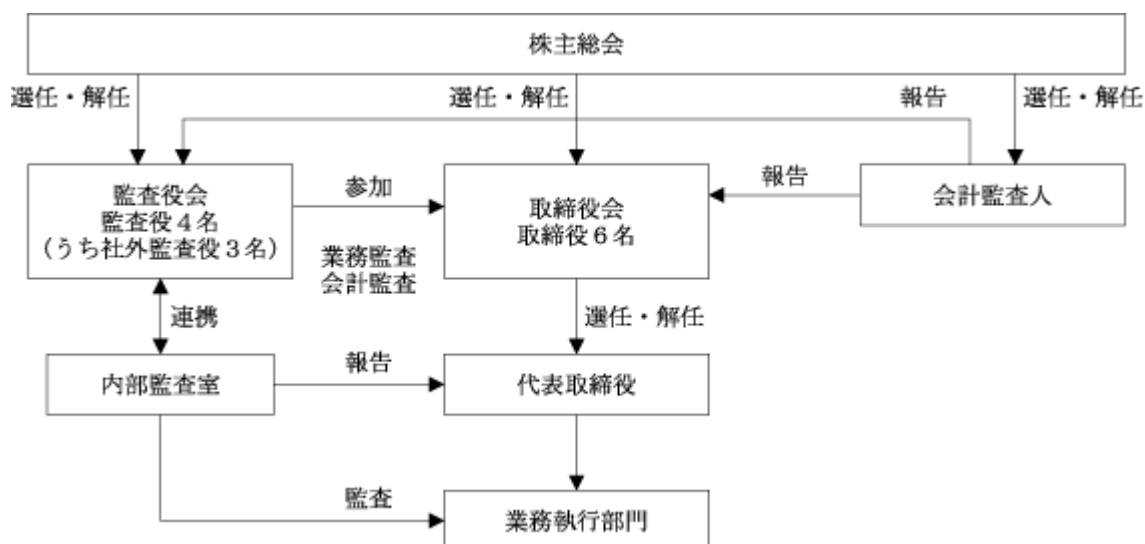 株主総会
選任・解任
選任・解任
報告
選任・解任
監査役会
監査役4名
(うち社外監査役3名)
参加
業務監査
会計監査
取締役会
取締役6名
報告
会計監査人
連携
選任・解任
内部監査室
報告
代表取締役
監査
業務執行部門